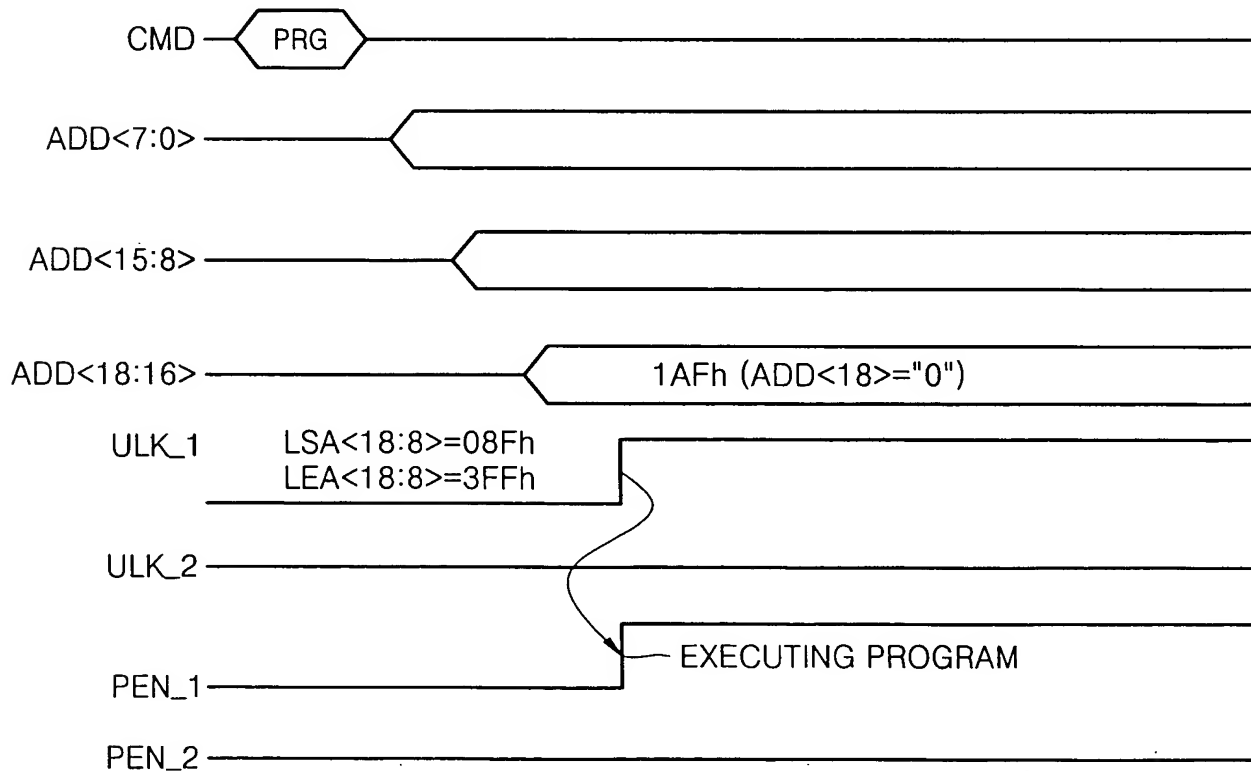 CMD PRG
ADD<7:0>
ADD<15:8>
ADD<18:16> 1AFh (ADD<18>="0")
ULK_1 LSA<18:8>=08Fh
LEA<18:8>=3FFh
ULK_2
EXECUTING PROGRAM
PEN_1
PEN_2